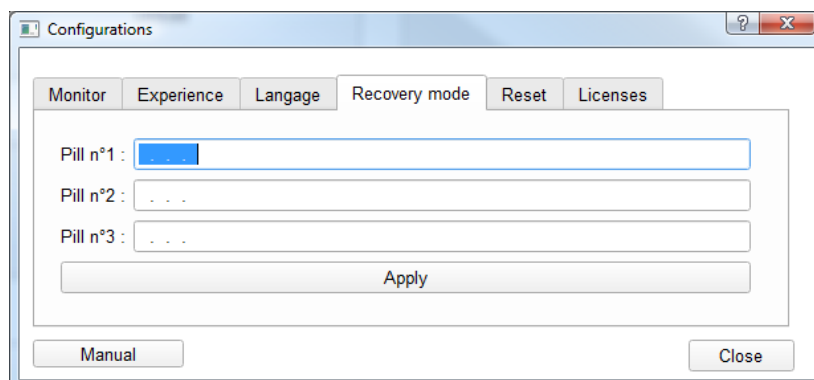 Configurations
Monitor Experience Langage Recovery mode Reset Licenses
Pill n°1 : . . .
Pill n°2 : . . .
Pill n°3 : . . .
Apply
Manual Close